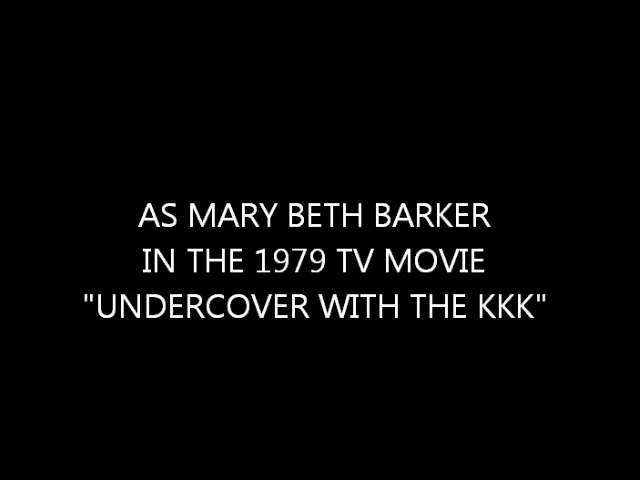 AS MARY BETH BARKER
IN THE 1979 TV MOVIE
"UNDERCOVER WITH THE KKK"